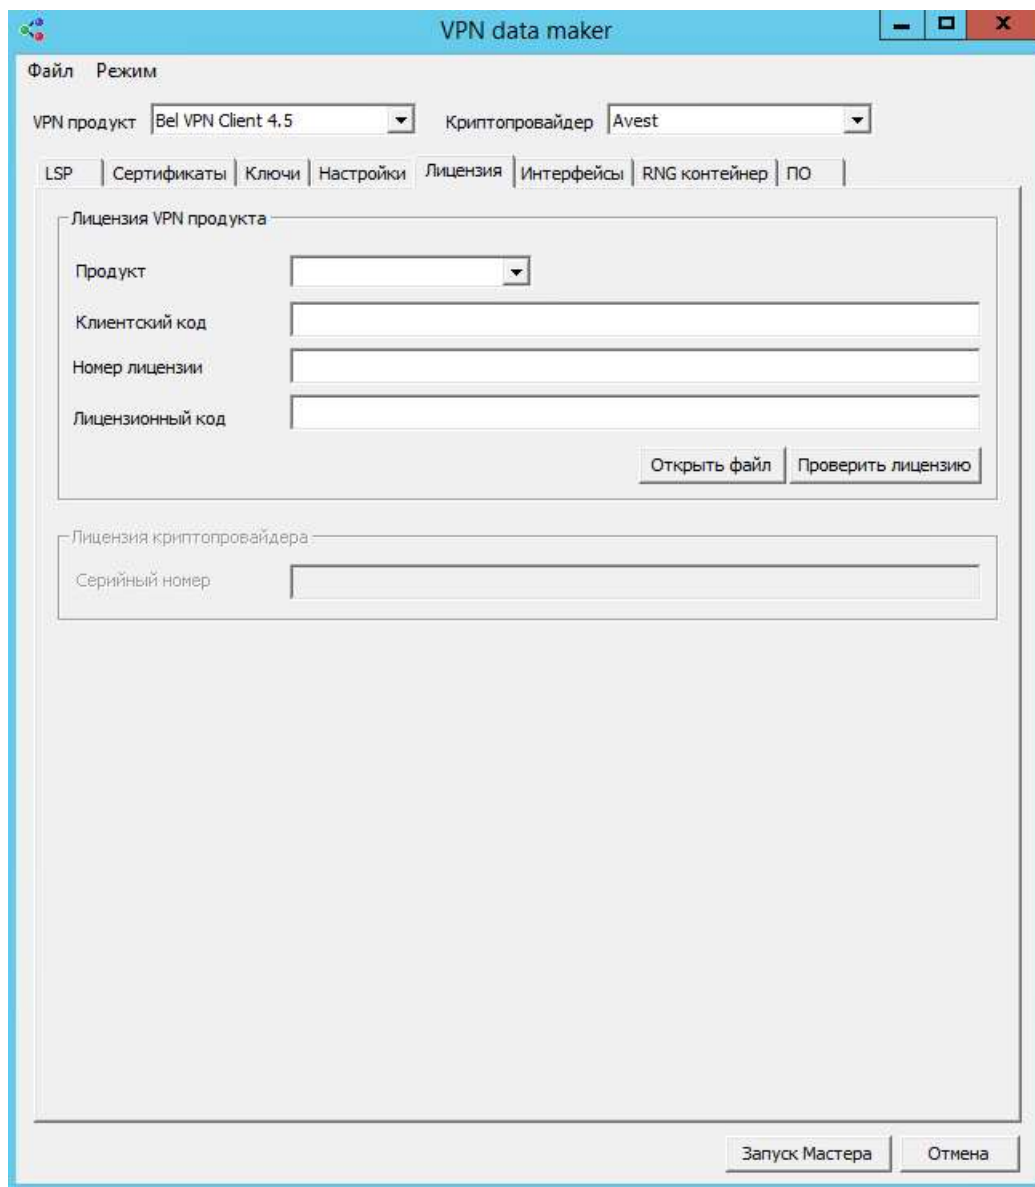 VPN data maker
Файл Режим
VPN продукт Bel VPN Client 4.5 Криптопровайдер Avest
LSP Сертификаты Ключи Настройки Лицензия Интерфейсы RNG контейнер ПО
Лицензия VPN продукта
Продукт
Клиентский код
Номер лицензии
Лицензионный код
Открыть файл Проверить лицензию
Лицензия криптопровайдера
Серийный номер
Запуск Мастера Отмена